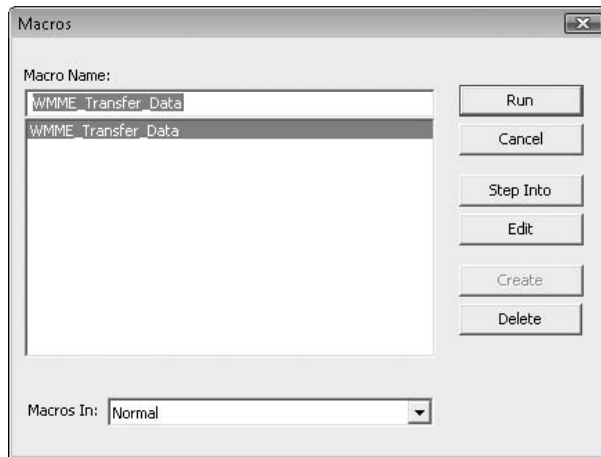 Macros
Macro Name:
WMME_Transfer_Data
WMME_Transfer_Data
Run
Cancel
Step Into
Edit
Create
Delete
Macros In: Normal